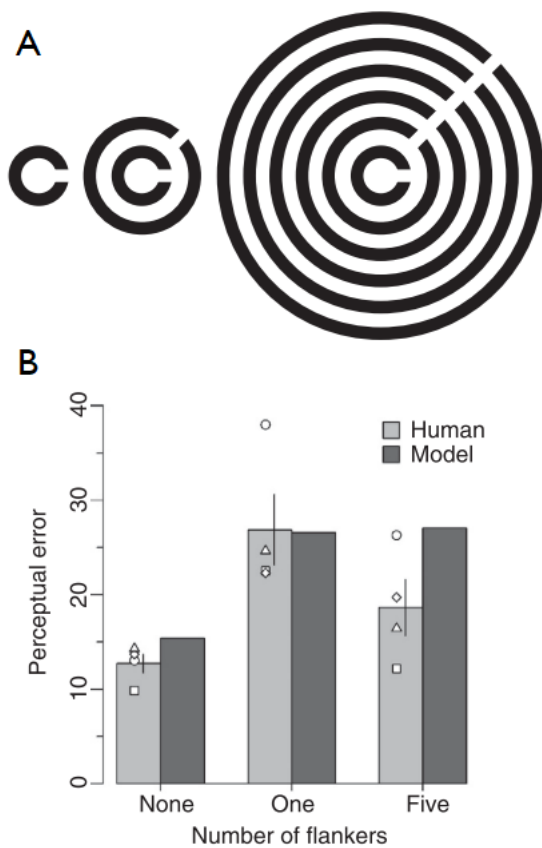 A
B
40
30
20
10
0
Perceptual error
Human
Model
None One Five
Number of flankers